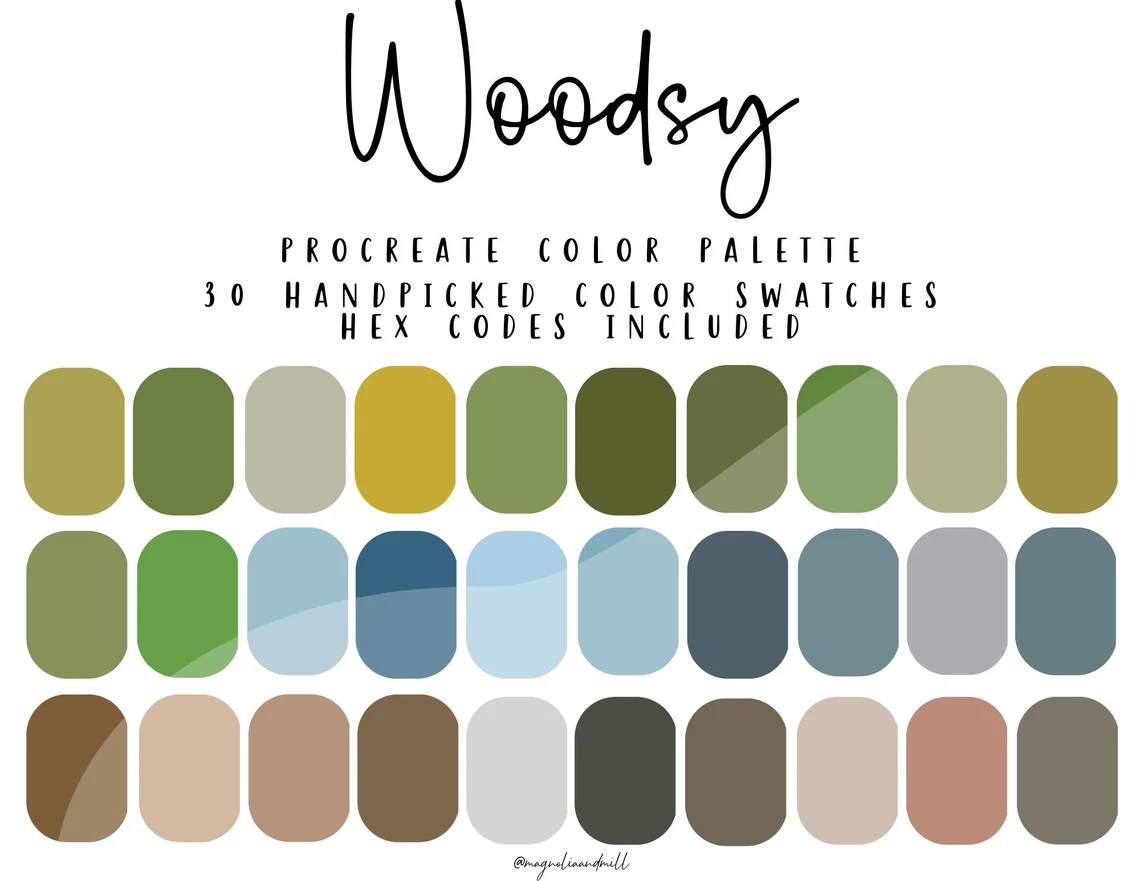 Woodsy
PROCREATE COLOR PALETTE
30 HANDPICKED COLOR SWATCHES
HEX CODES INCLUDED
@magnoliaandmill